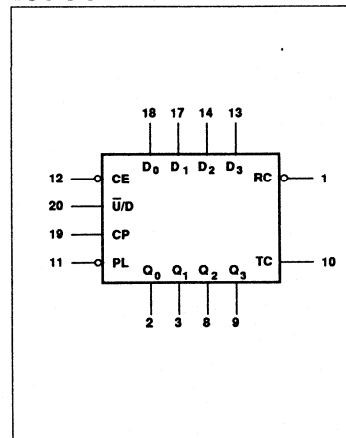 18 17 14 13
D0 D1 D2 D3
12 CE RC 1
20 U̅/D
19 CP
11 PL TC 10
Q0 Q1 Q2 Q3
2 3 8 9